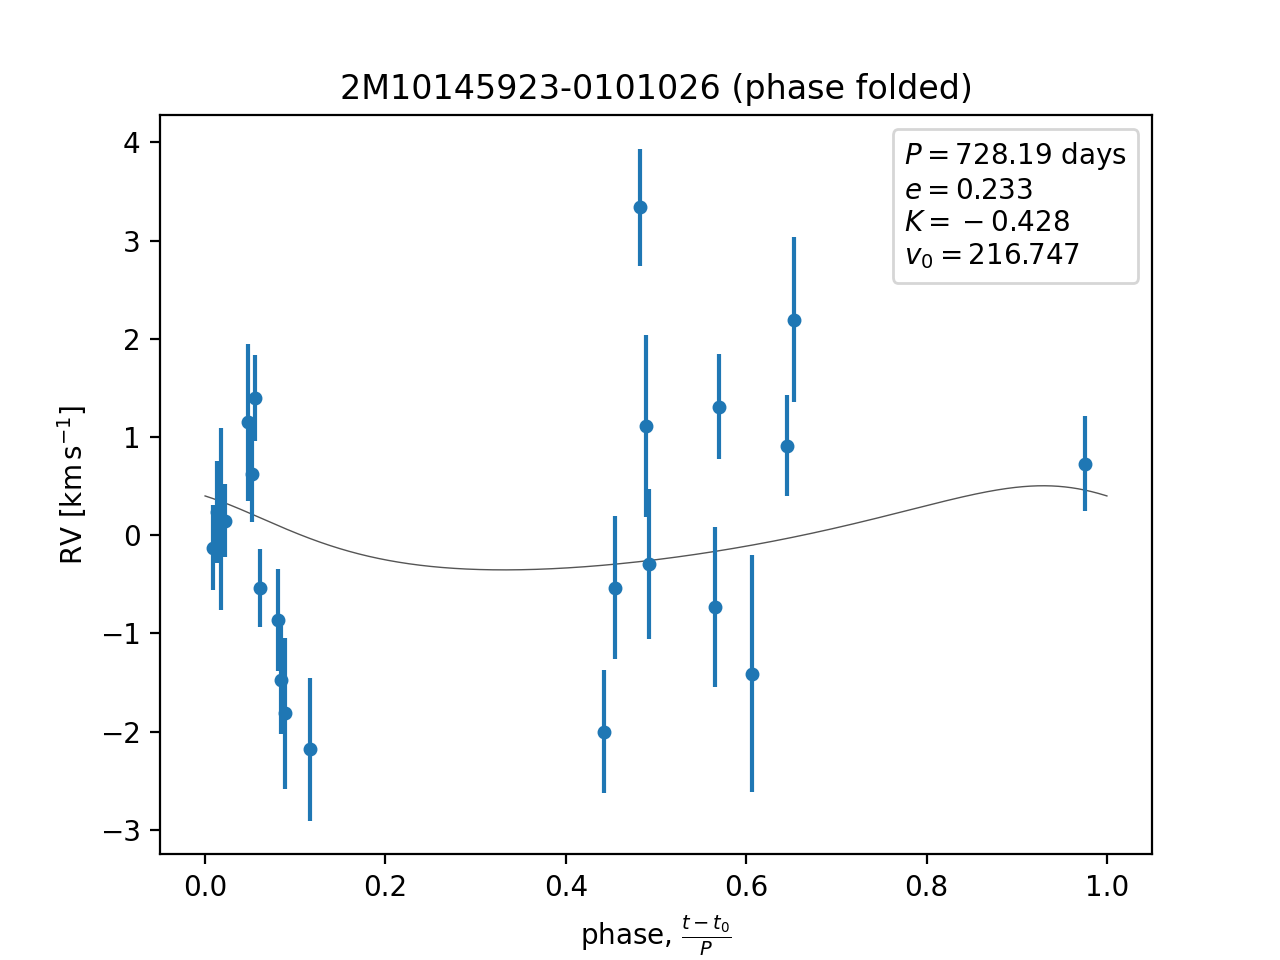 2M10145923-0101026 (phase folded)
P = 728.19 days
e = 0.233
K = −0.428
v₀ = 216.747
RV [km s⁻¹]
4
3
2
1
0
−1
−2
−3
0.0 0.2 0.4 0.6 0.8 1.0
phase, (t − t₀)/P